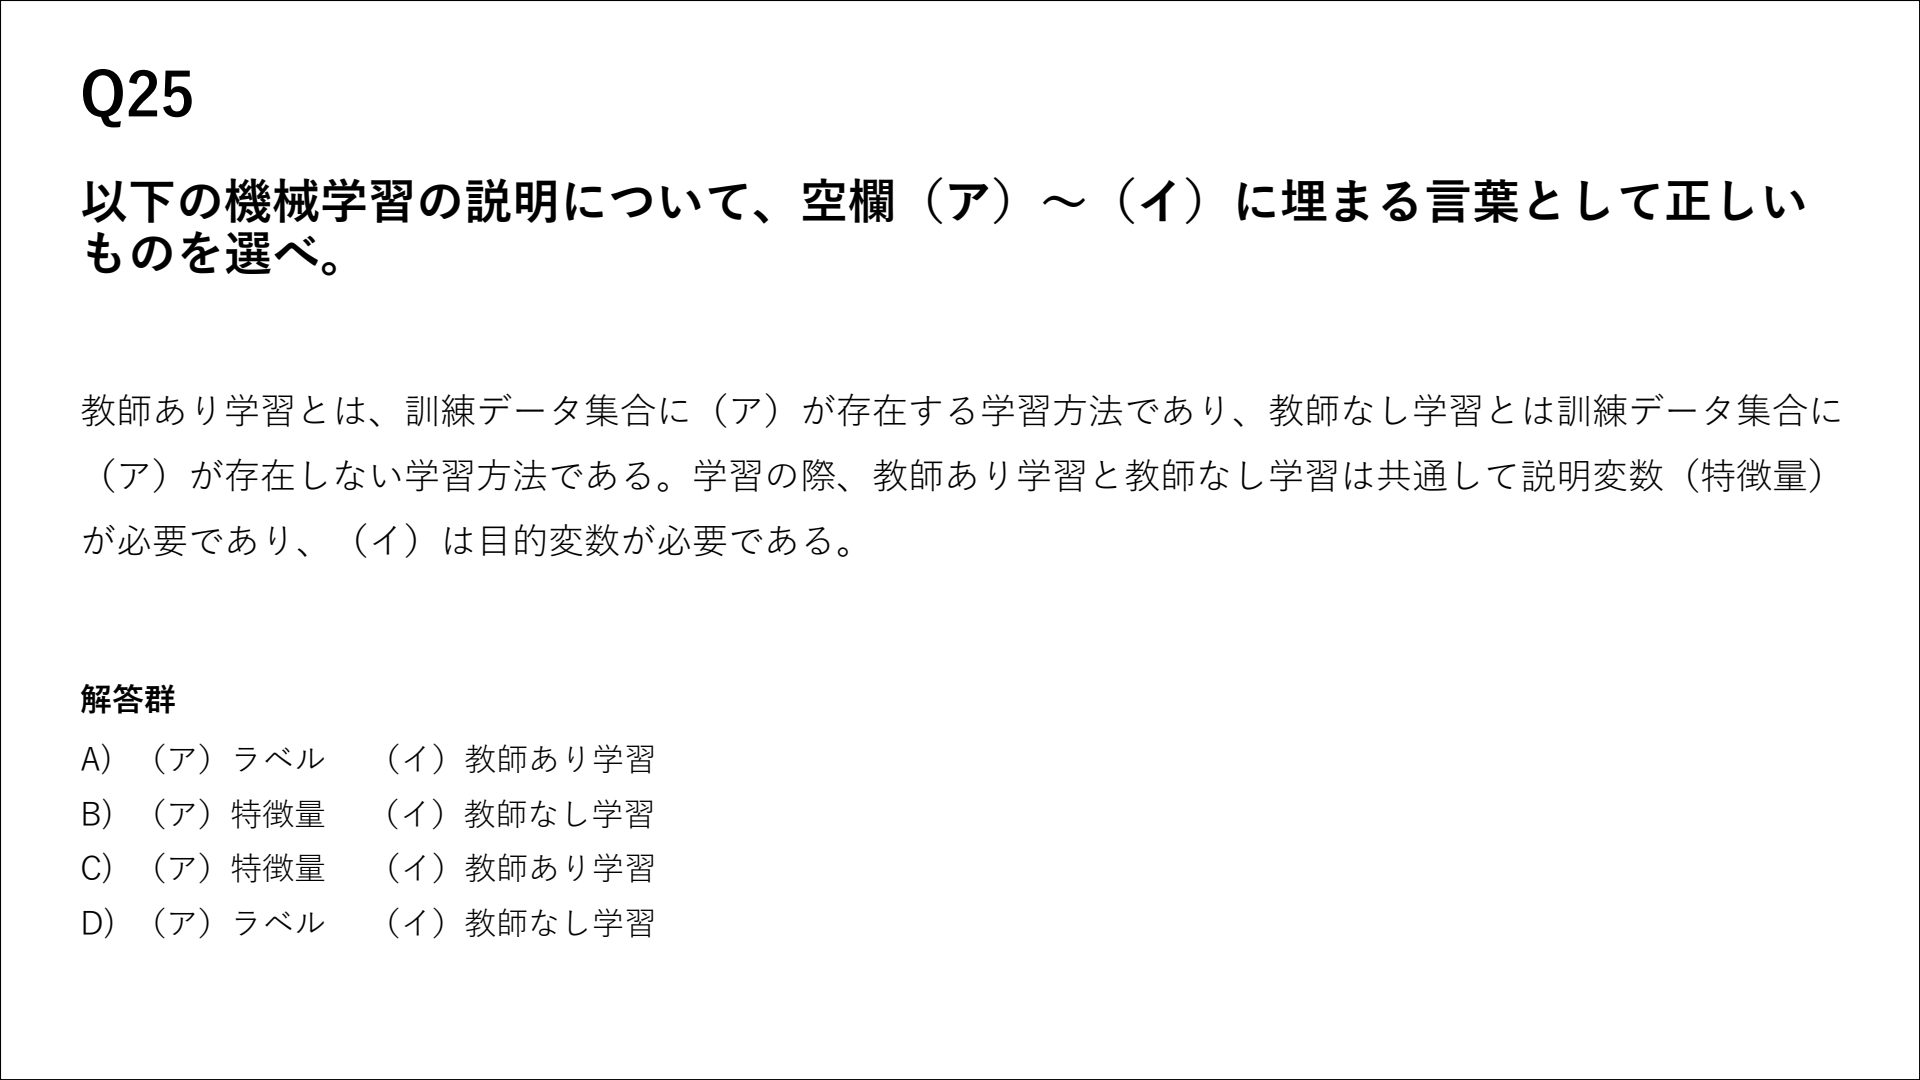 Q25
以下の機械学習の説明について、空欄（ア）～（イ）に埋まる言葉として正しい
ものを選べ。
教師あり学習とは、訓練データ集合に（ア）が存在する学習方法であり、教師なし学習とは訓練データ集合に
（ア）が存在しない学習方法である。学習の際、教師あり学習と教師なし学習は共通して説明変数（特徴量）
が必要であり、（イ）は目的変数が必要である。
解答群
A) （ア）ラベル　（イ）教師あり学習
B) （ア）特徴量　（イ）教師なし学習
C) （ア）特徴量　（イ）教師あり学習
D) （ア）ラベル　（イ）教師なし学習